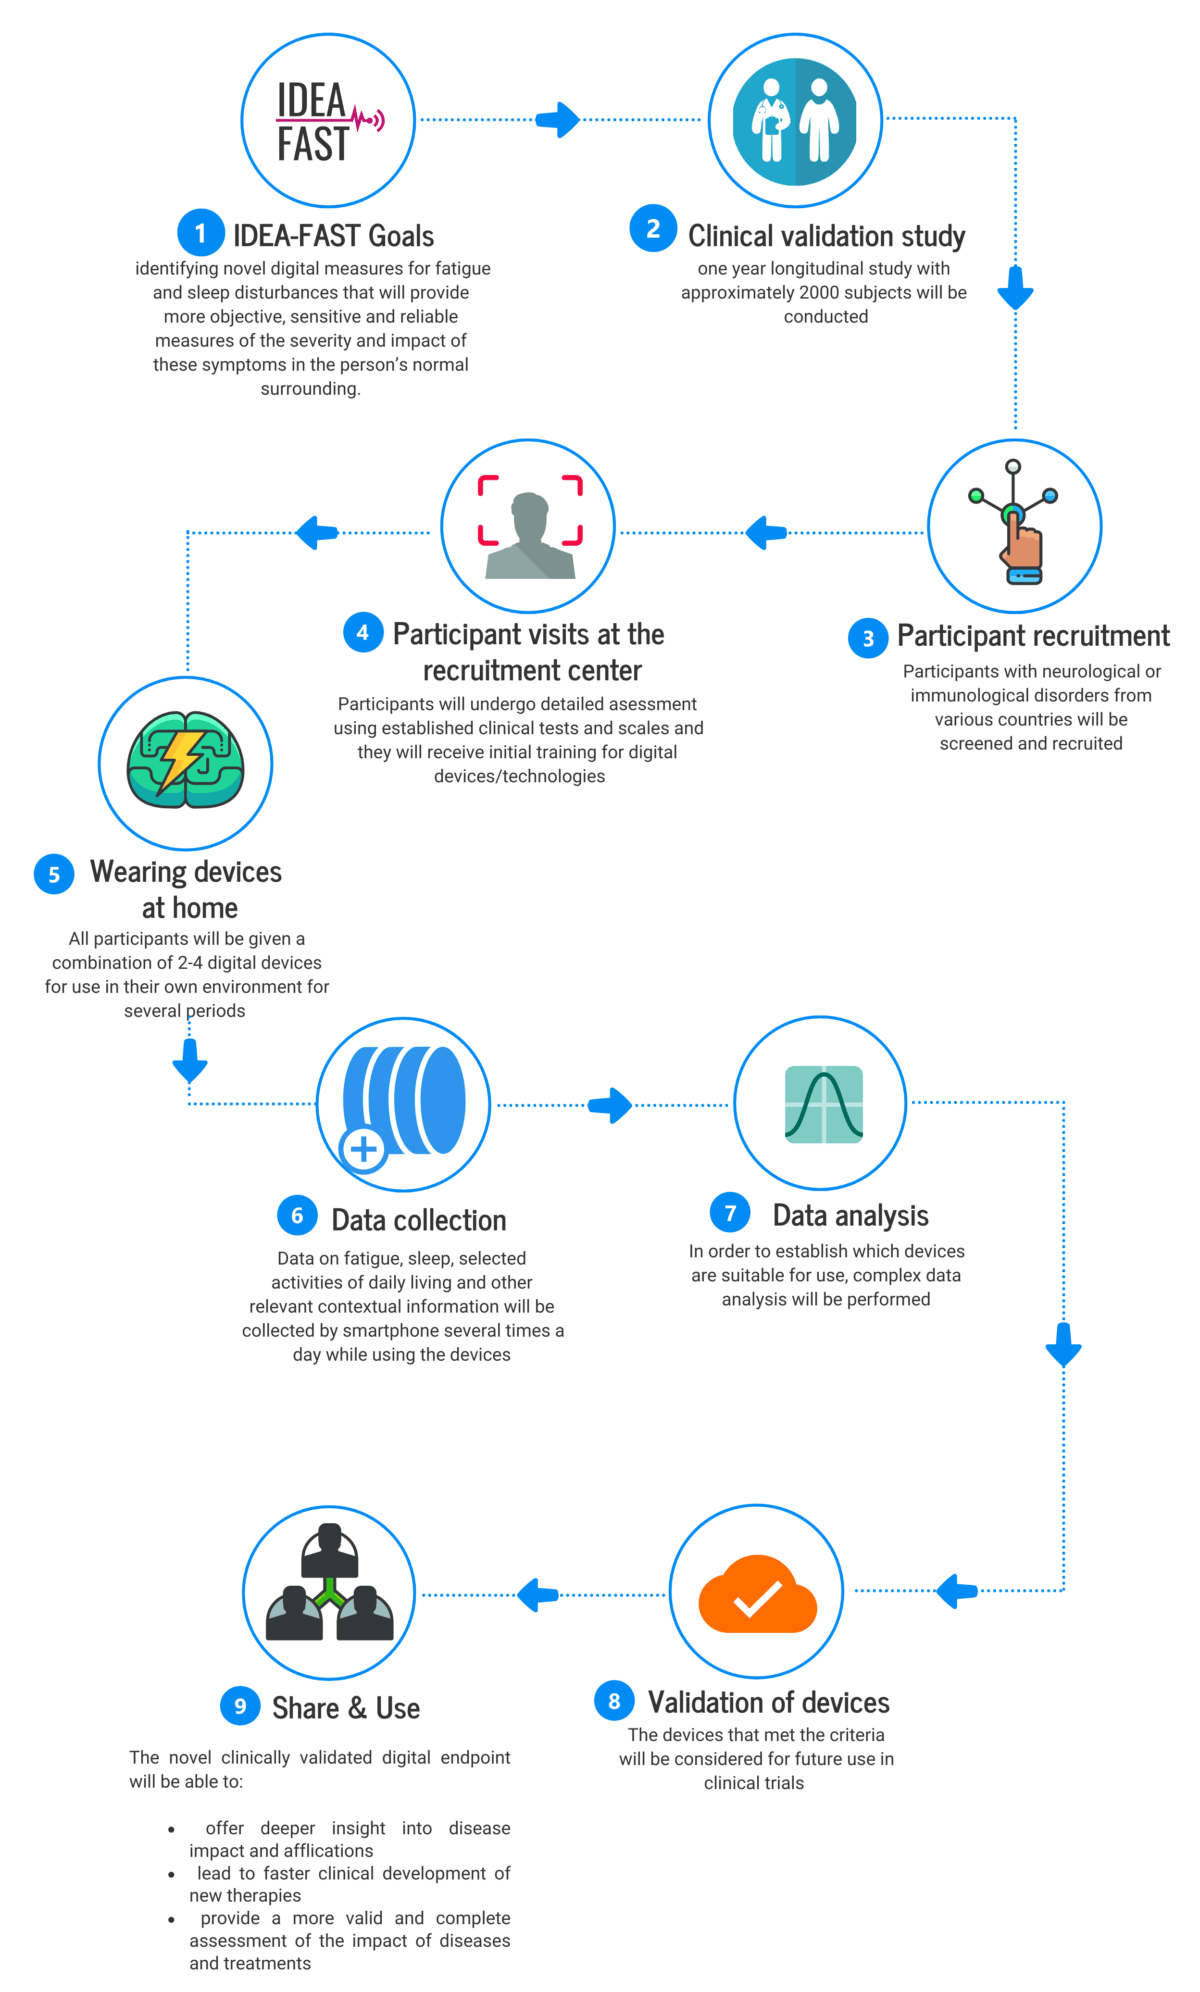 IDEA
FAST
1 IDEA-FAST Goals
identifying novel digital measures for fatigue
and sleep disturbances that will provide
more objective, sensitive and reliable
measures of the severity and impact of
these symptoms in the person's normal
surrounding.
2 Clinical validation study
one year longitudinal study with
approximately 2000 subjects will be
conducted
3 Participant recruitment
Participants with neurological or
immunological disorders from
various countries will be
screened and recruited
4 Participant visits at the
recruitment center
Participants will undergo detailed asessment
using established clinical tests and scales and
they will receive initial training for digital
devices/technologies
5 Wearing devices
at home
All participants will be given a
combination of 2-4 digital devices
for use in their own environment for
several periods
6 Data collection
Data on fatigue, sleep, selected
activities of daily living and other
relevant contextual information will be
collected by smartphone several times a
day while using the devices
7 Data analysis
In order to establish which devices
are suitable for use, complex data
analysis will be performed
8 Validation of devices
The devices that met the criteria
will be considered for future use in
clinical trials
9 Share & Use
The novel clinically validated digital endpoint
will be able to:
• offer deeper insight into disease
impact and afflications
• lead to faster clinical development of
new therapies
• provide a more valid and complete
assessment of the impact of diseases
and treatments